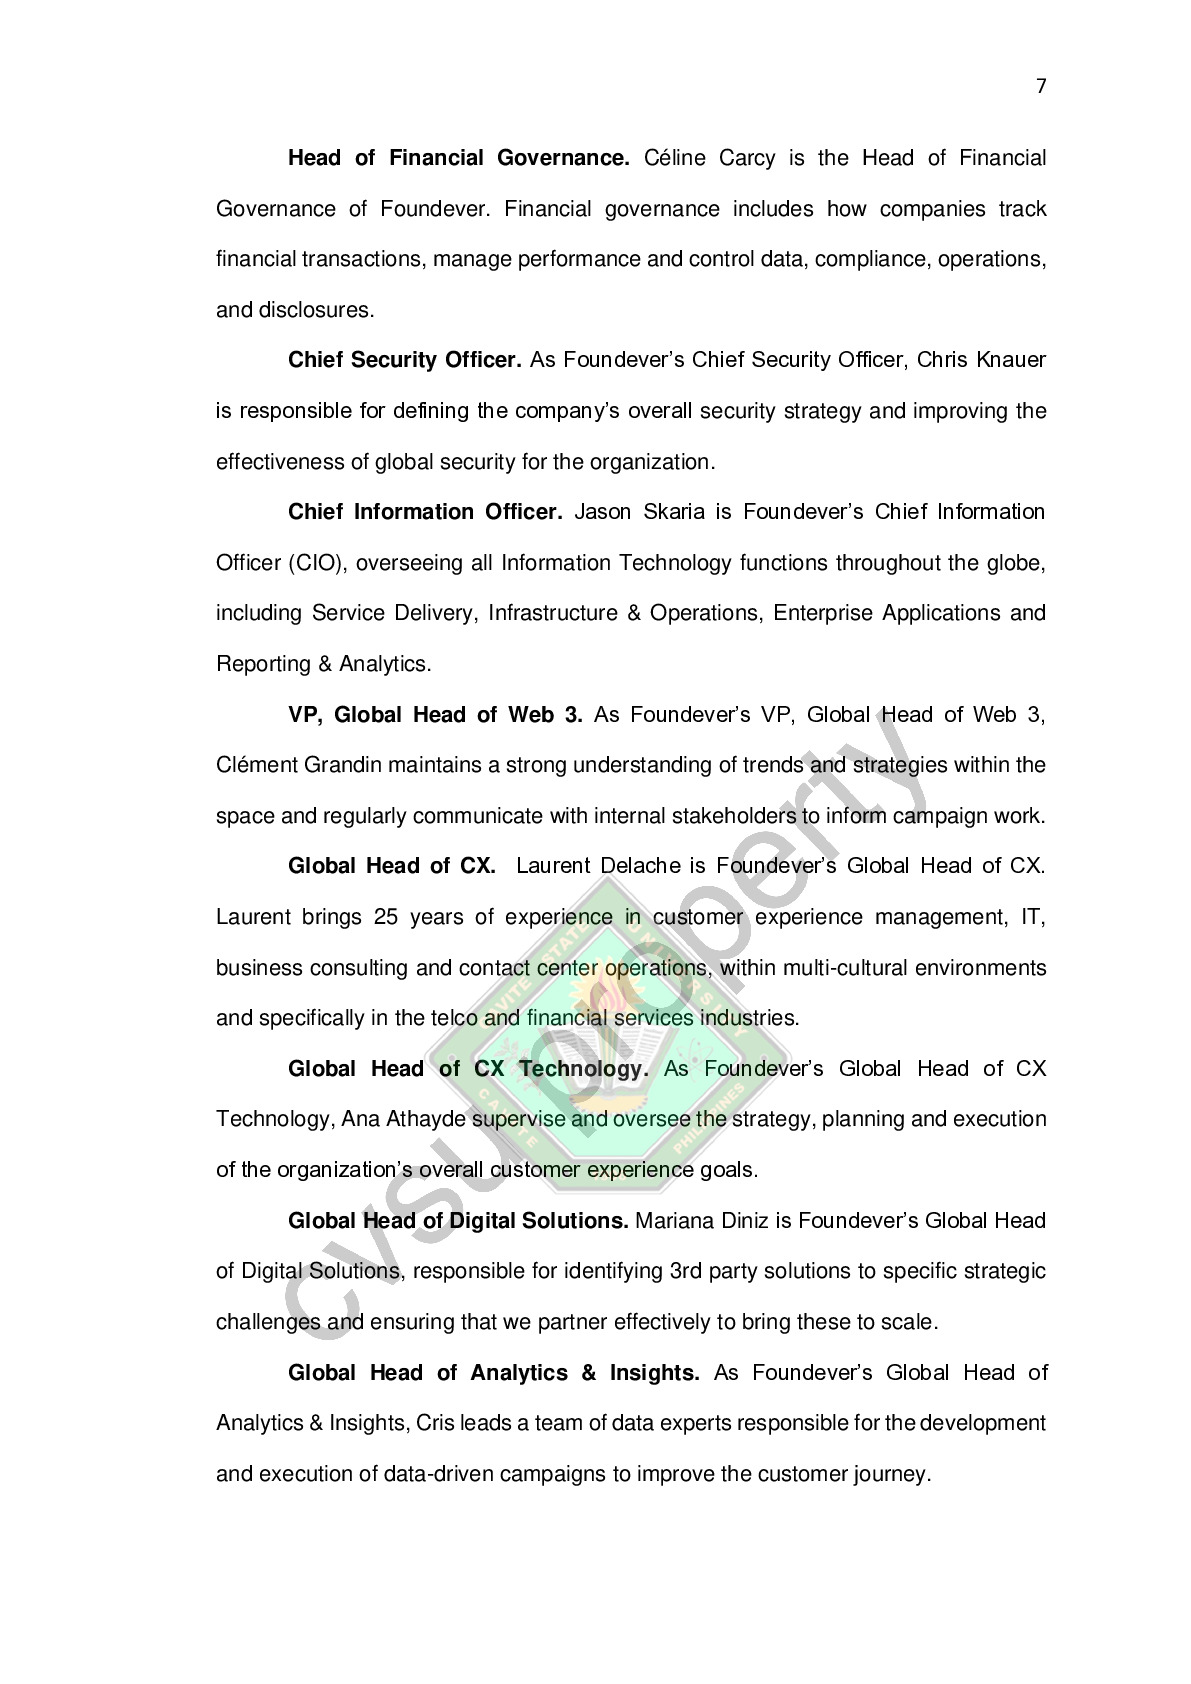 7
Head of Financial Governance. Céline Carcy is the Head of Financial
Governance of Foundever. Financial governance includes how companies track
financial transactions, manage performance and control data, compliance, operations,
and disclosures.
Chief Security Officer. As Foundever’s Chief Security Officer, Chris Knauer
is responsible for defining the company’s overall security strategy and improving the
effectiveness of global security for the organization.
Chief Information Officer. Jason Skaria is Foundever’s Chief Information
Officer (CIO), overseeing all Information Technology functions throughout the globe,
including Service Delivery, Infrastructure & Operations, Enterprise Applications and
Reporting & Analytics.
VP, Global Head of Web 3. As Foundever’s VP, Global Head of Web 3,
Clément Grandin maintains a strong understanding of trends and strategies within the
space and regularly communicate with internal stakeholders to inform campaign work.
Global Head of CX. Laurent Delache is Foundever’s Global Head of CX.
Laurent brings 25 years of experience in customer experience management, IT,
business consulting and contact center operations, within multi-cultural environments
and specifically in the telco and financial services industries.
Global Head of CX Technology. As Foundever’s Global Head of CX
Technology, Ana Athayde supervise and oversee the strategy, planning and execution
of the organization’s overall customer experience goals.
Global Head of Digital Solutions. Mariana Diniz is Foundever’s Global Head
of Digital Solutions, responsible for identifying 3rd party solutions to specific strategic
challenges and ensuring that we partner effectively to bring these to scale.
Global Head of Analytics & Insights. As Foundever’s Global Head of
Analytics & Insights, Cris leads a team of data experts responsible for the development
and execution of data-driven campaigns to improve the customer journey.
cvsu property
CAVITE STATE UNIVERSITY
CAVITE
PHILIPPINES